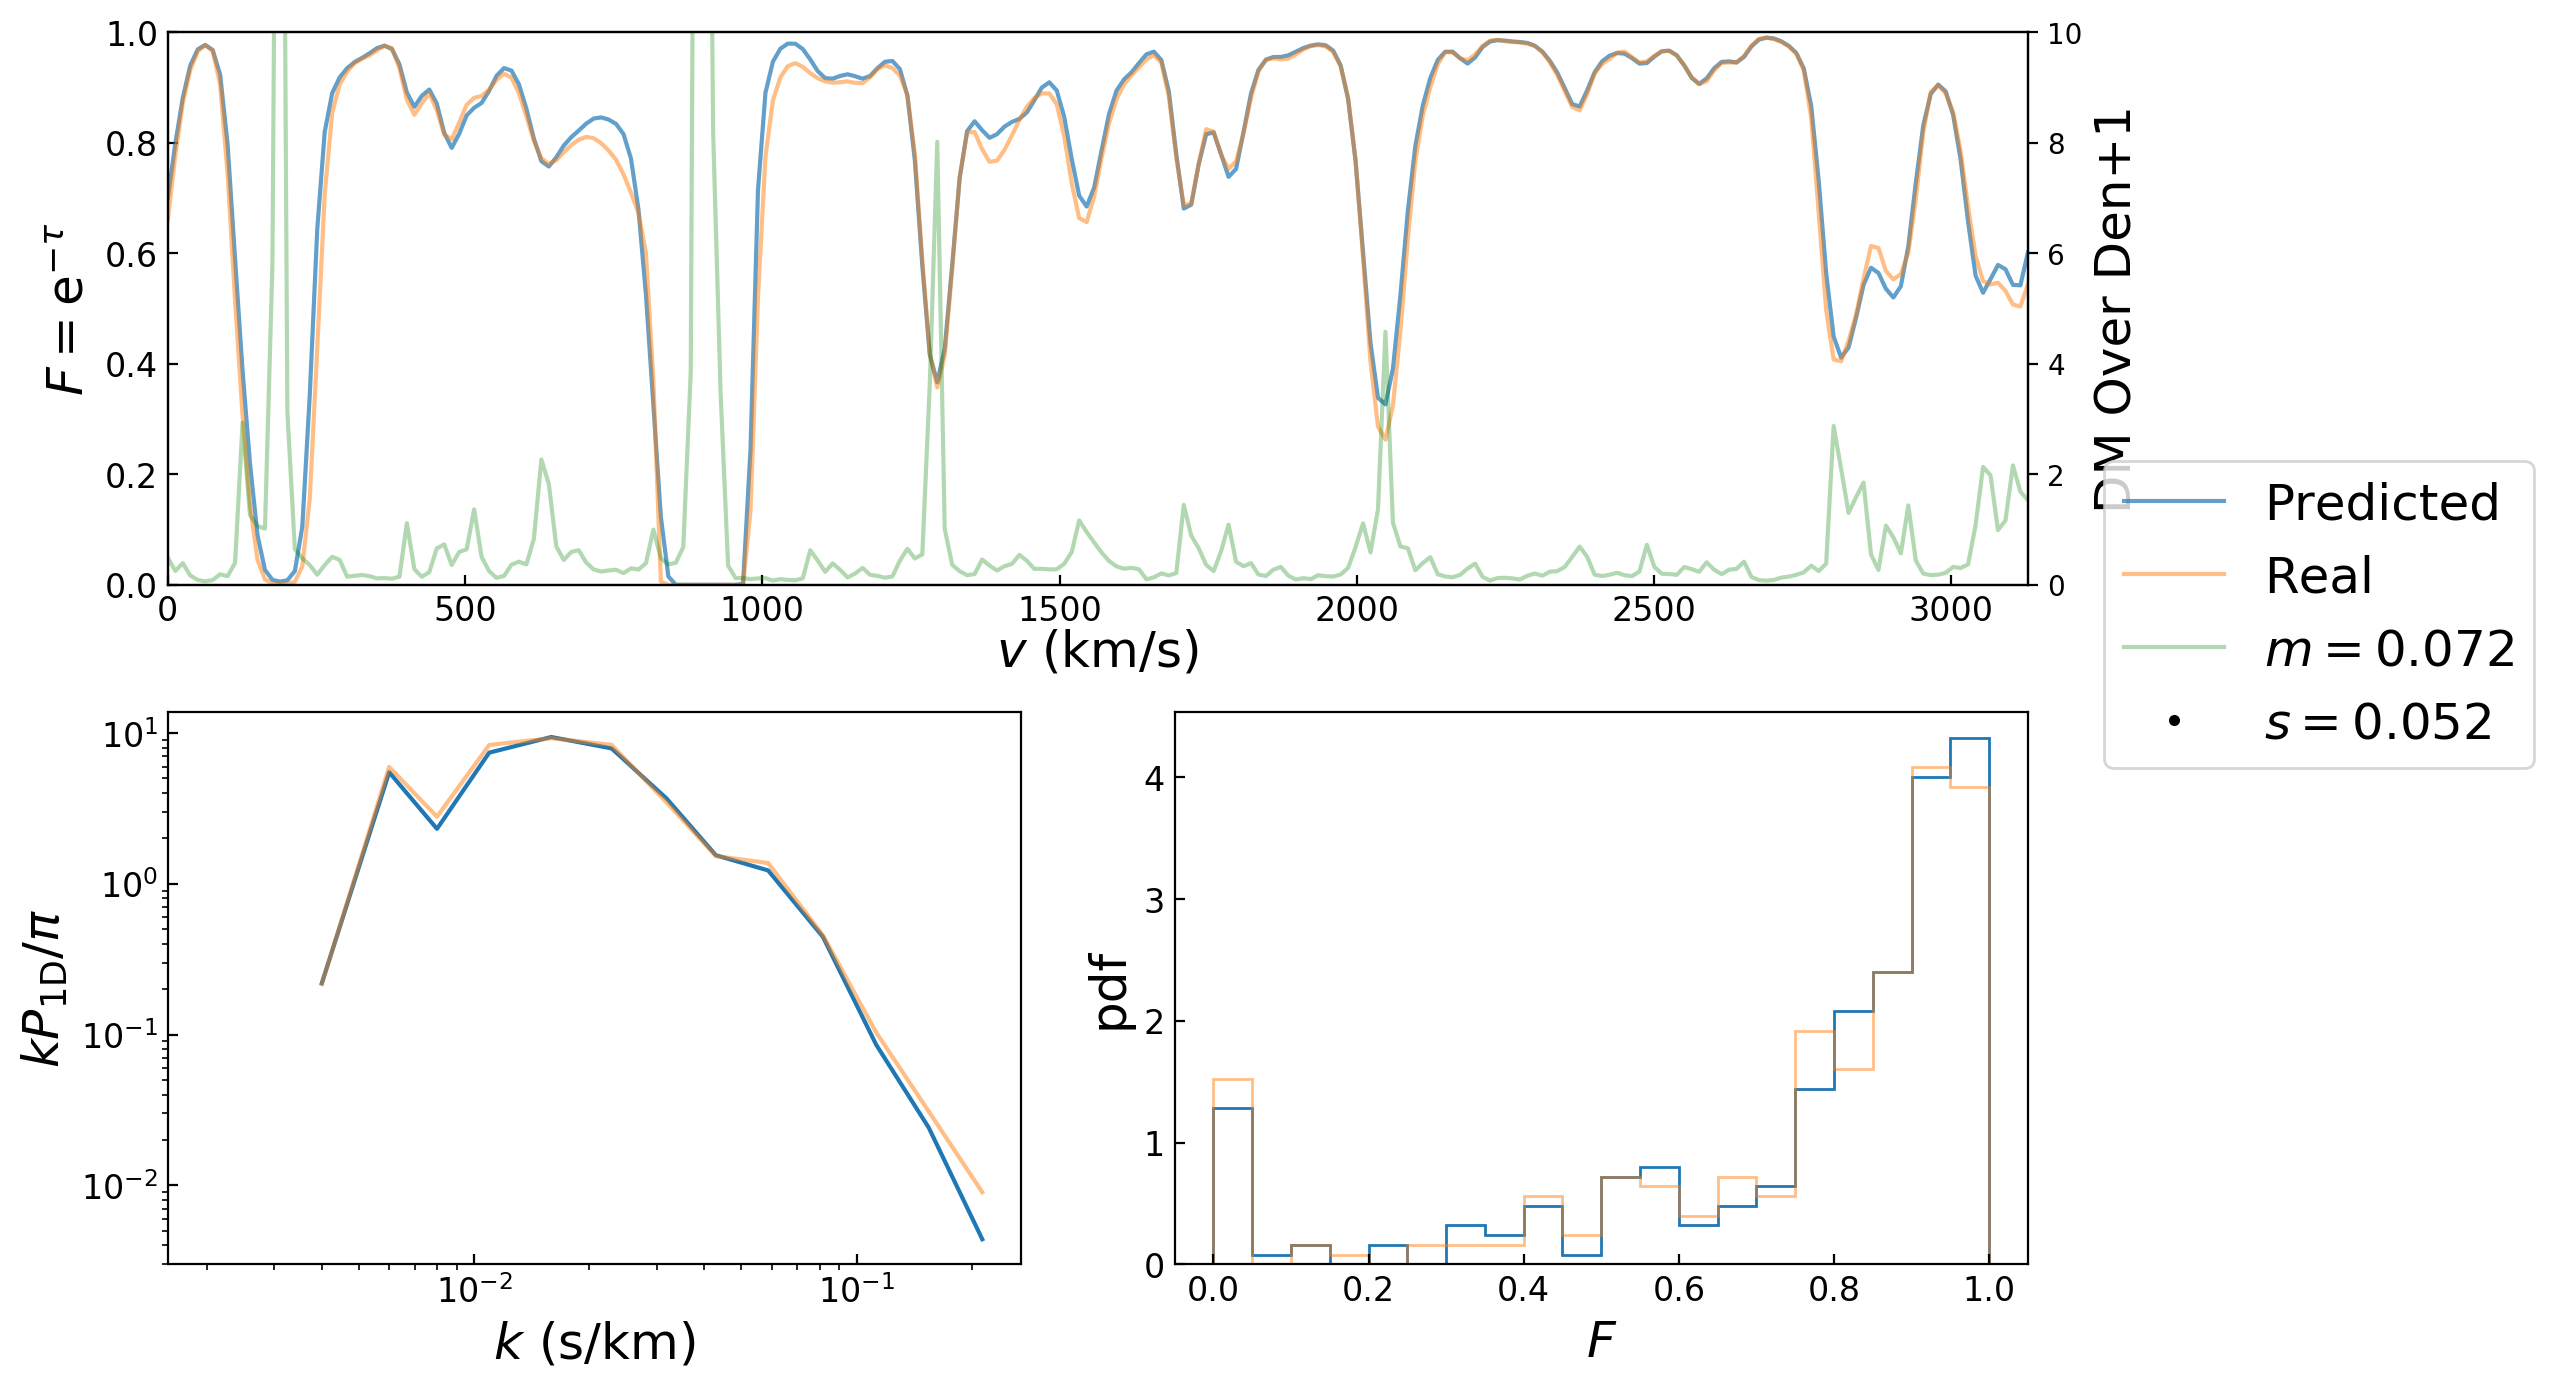 1.0
0.8
0.6
0.4
0.2
0.0
F = e^{−τ}
0 500 1000 1500 2000 2500 3000
v (km/s)
10
8
6
4
2
0
DM Over Den+1
Predicted
Real
m = 0.072
s = 0.052
10^1
10^0
10^{−1}
10^{−2}
kP_{1D}/π
10^{−2} 10^{−1}
k (s/km)
4
3
2
1
0
pdf
0.0 0.2 0.4 0.6 0.8 1.0
F